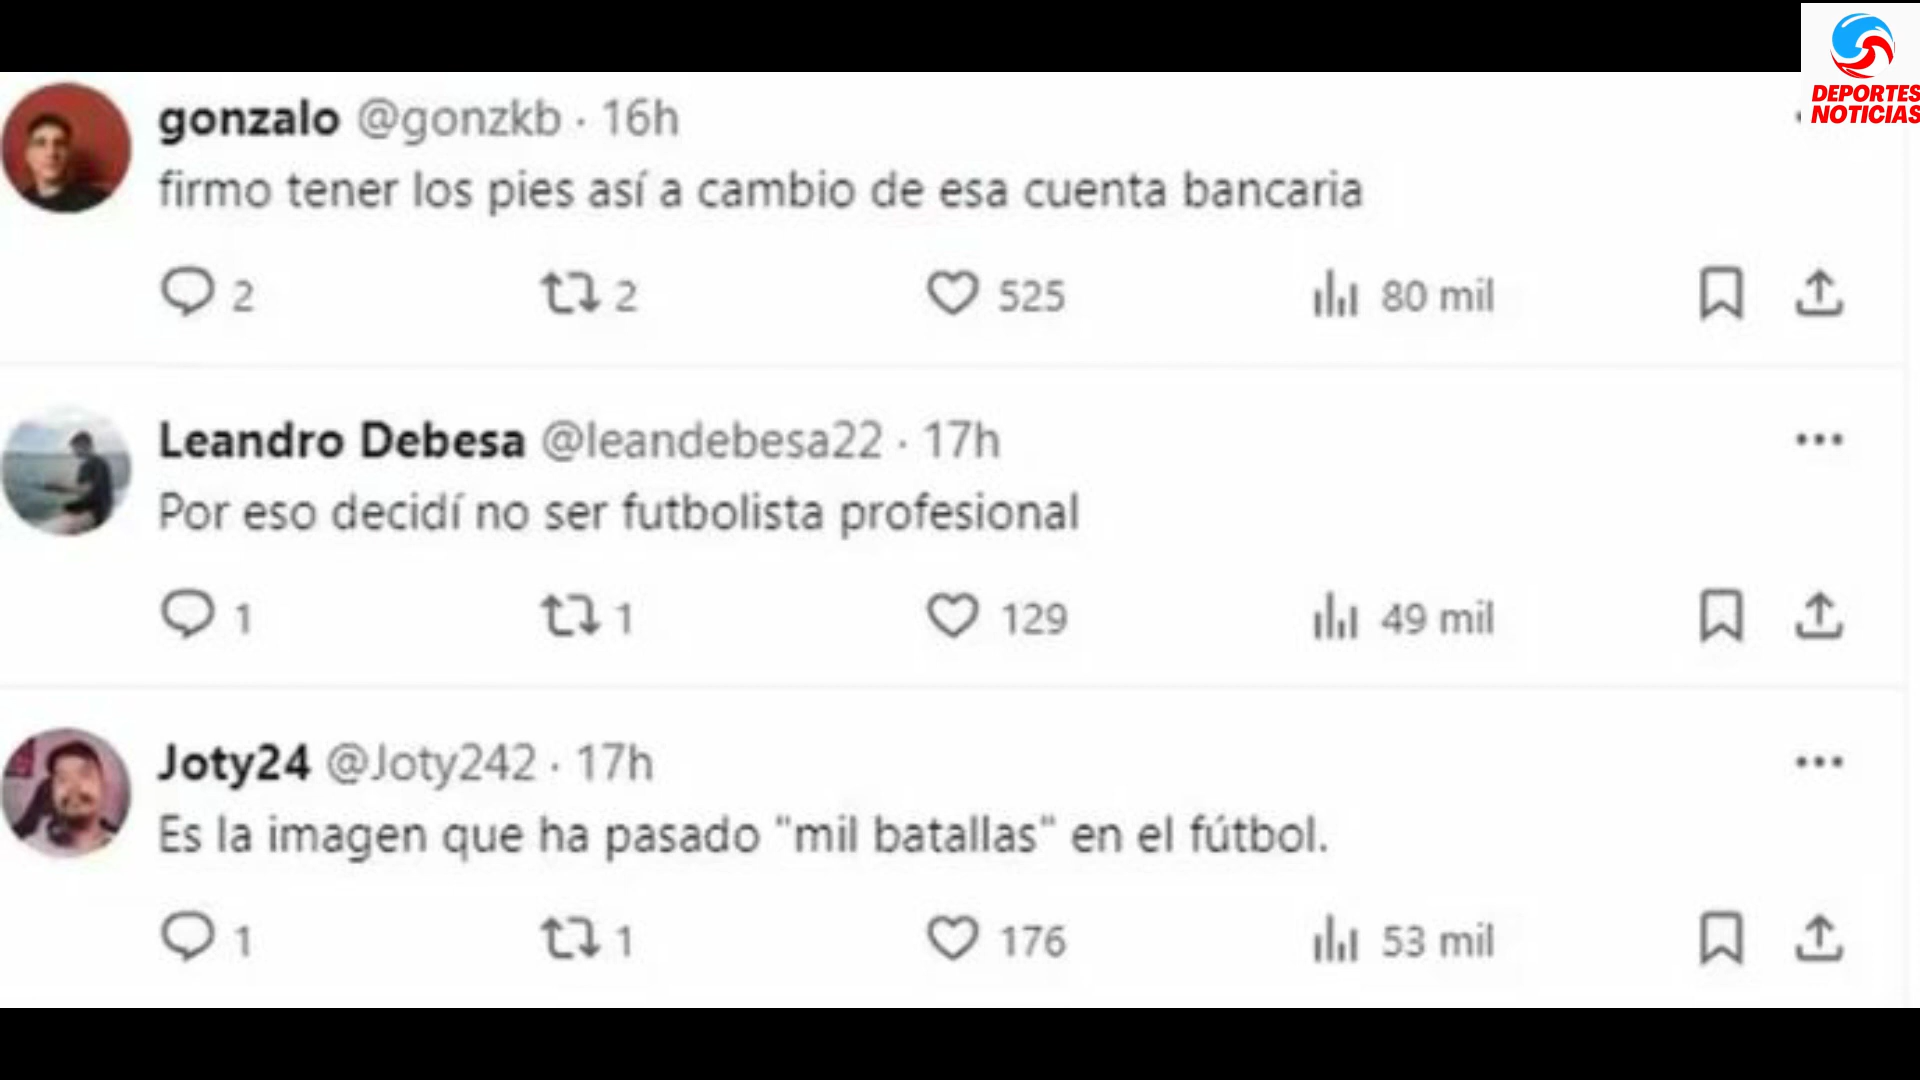 DEPORTES
NOTICIAS
gonzalo @gonzkb · 16h
firmo tener los pies así a cambio de esa cuenta bancaria
2 2 525 80 mil
Leandro Debesa @leandebesa22 · 17h
Por eso decidí no ser futbolista profesional
1 1 129 49 mil
Joty24 @Joty242 · 17h
Es la imagen que ha pasado "mil batallas" en el fútbol.
1 1 176 53 mil